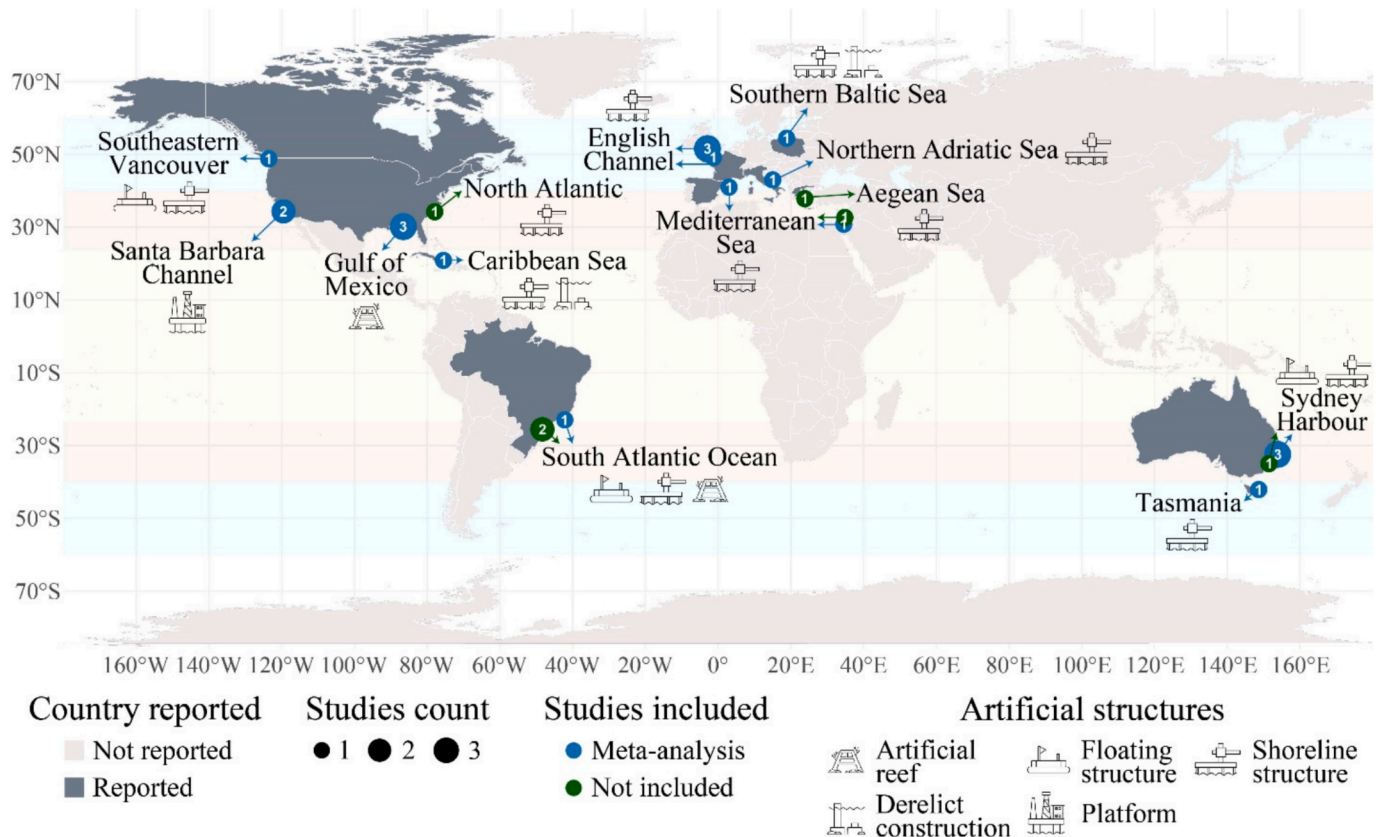 70°N
50°N
30°N
10°N
10°S
30°S
50°S
70°S
Southern Baltic Sea
Southeastern
Vancouver
1
English
Channel
3
1
1
Northern Adriatic Sea
1
North Atlantic
1
Aegean Sea
1
Mediterranean
Sea
1
1
1
Santa Barbara
Channel
2
Gulf of
Mexico
3
Caribbean Sea
1
South Atlantic Ocean
2
1
Sydney
Harbour
3
1
Tasmania
1
160°W 140°W 120°W 100°W 80°W 60°W 40°W 20°W 0° 20°E 40°E 60°E 80°E 100°E 120°E 140°E 160°E
Country reported
Not reported
Reported
Studies count
1 2 3
Studies included
Meta-analysis
Not included
Artificial structures
Artificial
reef
Floating
structure
Shoreline
structure
Derelict
construction
Platform